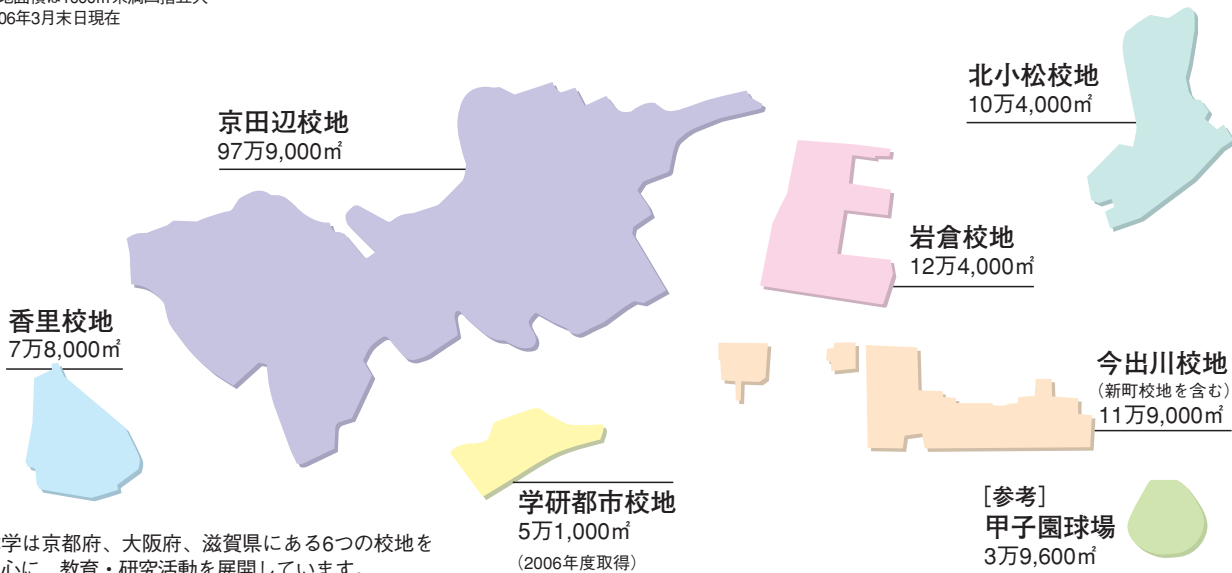 06年3月末日現在
京田辺校地
97万9,000㎡
北小松校地
10万4,000㎡
岩倉校地
12万4,000㎡
香里校地
7万8,000㎡
今出川校地
(新町校地を含む)
11万9,000㎡
学研都市校地
5万1,000㎡
(2006年度取得)
[参考]
甲子園球場
3万9,600㎡
学は京都府、大阪府、滋賀県にある6つの校地を
心に、教育・研究活動を展開しています。